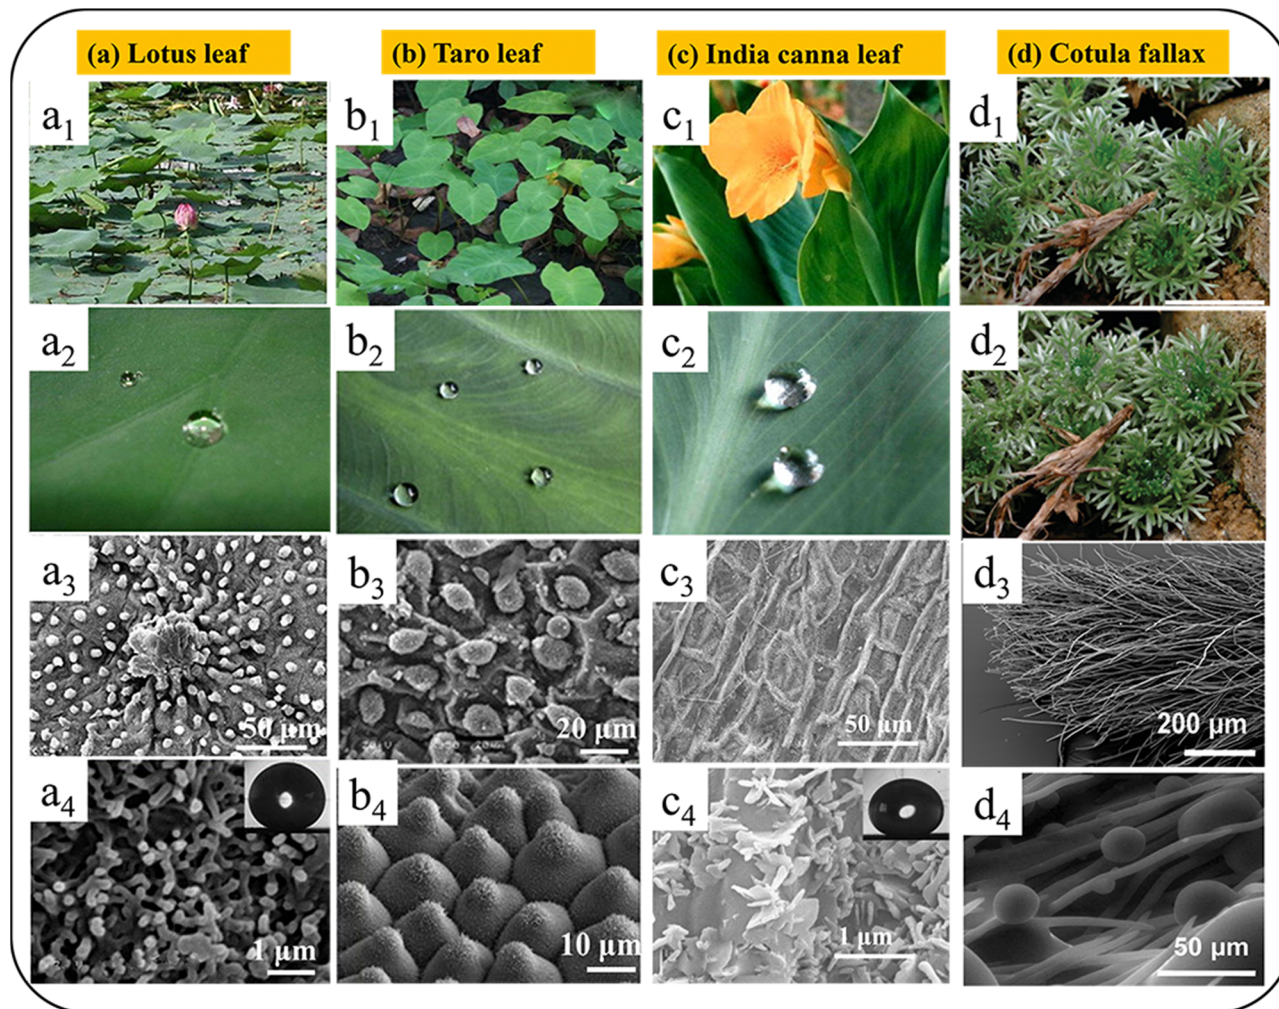 (a) Lotus leaf
(b) Taro leaf
(c) India canna leaf
(d) Cotula fallax
a1
b1
c1
d1
a2
b2
c2
d2
a3
50 µm
b3
20 µm
c3
50 µm
d3
200 µm
a4
1 µm
b4
10 µm
c4
1 µm
d4
50 µm